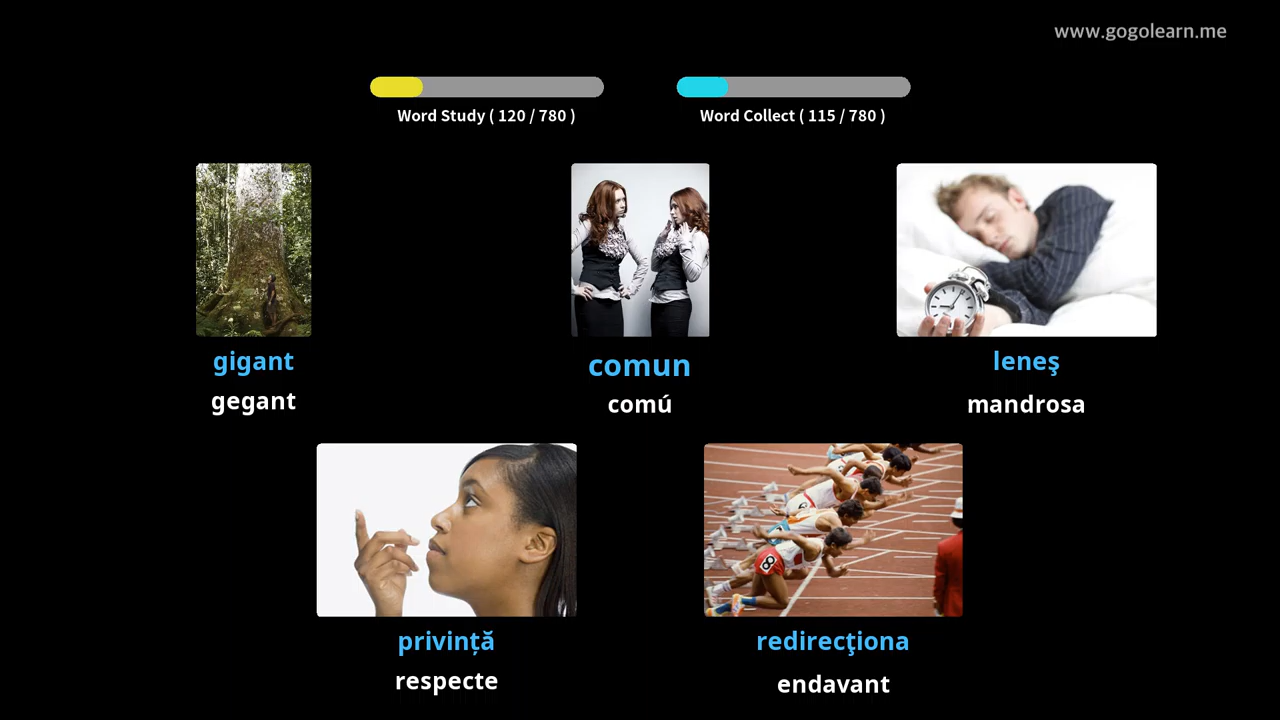 www.gogolearn.me
Word Study ( 120 / 780 )
Word Collect ( 115 / 780 )
gigant
comun
leneş
gegant
comú
mandrosa
privință
redirecţiona
respecte
endavant